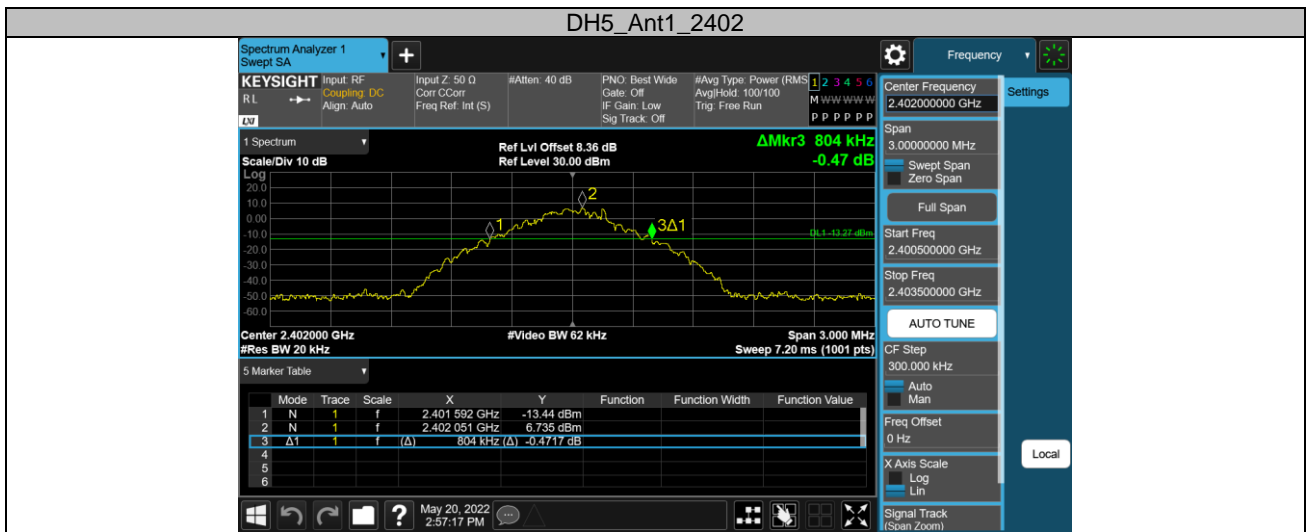 DH5_Ant1_2402
Spectrum Analyzer 1
Swept SA
+
Frequency
KEYSIGHT
RL
LXI
Input: RF
Coupling: DC
Align: Auto
Input Z: 50 Ω
Corr CCorr
Freq Ref: Int (S)
#Atten: 40 dB
PNO: Best Wide
Gate: Off
IF Gain: Low
Sig Track: Off
#Avg Type: Power (RMS
Avg|Hold: 100/100
Trig: Free Run
1 2 3 4 5 6
M W W W W W
P P P P P P
1 Spectrum
Scale/Div 10 dB
Ref Lvl Offset 8.36 dB
Ref Level 30.00 dBm
ΔMkr3 804 kHz
-0.47 dB
Log
20.0
10.0
0.00
-10.0
-20.0
-30.0
-40.0
-50.0
-60.0
1
2
3Δ1
DL1 -13.27 dBm
Center 2.402000 GHz
#Video BW 62 kHz
Span 3.000 MHz
#Res BW 20 kHz
Sweep 7.20 ms (1001 pts)
5 Marker Table
Mode Trace Scale X Y Function Function Width Function Value
1 N 1 f 2.401 592 GHz -13.44 dBm
2 N 1 f 2.402 051 GHz 6.735 dBm
3 Δ1 1 f (Δ) 804 kHz (Δ) -0.4717 dB
4
5
6
?
May 20, 2022
2:57:17 PM
Center Frequency
2.402000000 GHz
Settings
Span
3.00000000 MHz
Swept Span
Zero Span
Full Span
Start Freq
2.400500000 GHz
Stop Freq
2.403500000 GHz
AUTO TUNE
CF Step
300.000 kHz
Auto
Man
Freq Offset
0 Hz
X Axis Scale
Log
Lin
Signal Track
(Span Zoom)
Local